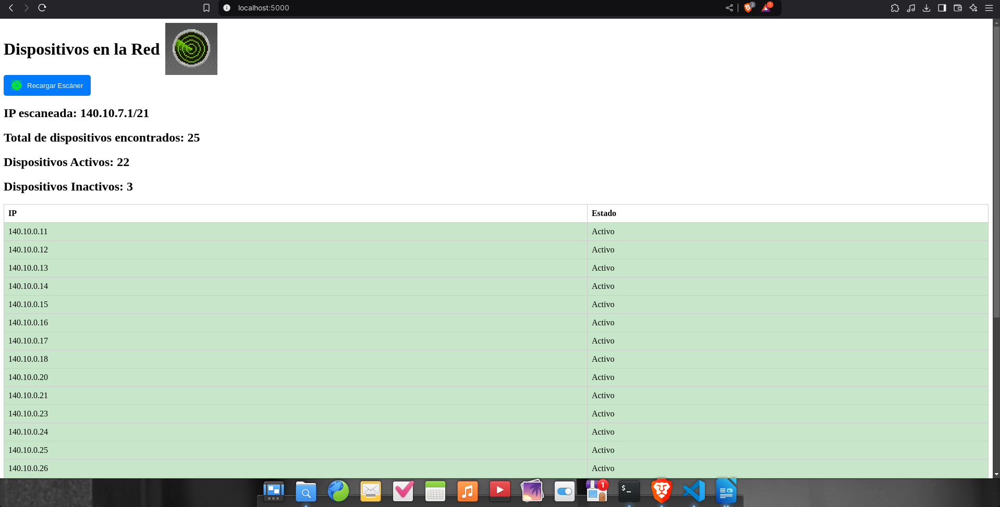 localhost:5000
2
1
Dispositivos en la Red
Recargar Escáner
IP escaneada: 140.10.7.1/21
Total de dispositivos encontrados: 25
Dispositivos Activos: 22
Dispositivos Inactivos: 3
IP Estado
140.10.0.11 Activo
140.10.0.12 Activo
140.10.0.13 Activo
140.10.0.14 Activo
140.10.0.15 Activo
140.10.0.16 Activo
140.10.0.17 Activo
140.10.0.18 Activo
140.10.0.20 Activo
140.10.0.21 Activo
140.10.0.23 Activo
140.10.0.24 Activo
140.10.0.25 Activo
140.10.0.26 Activo
1
$_